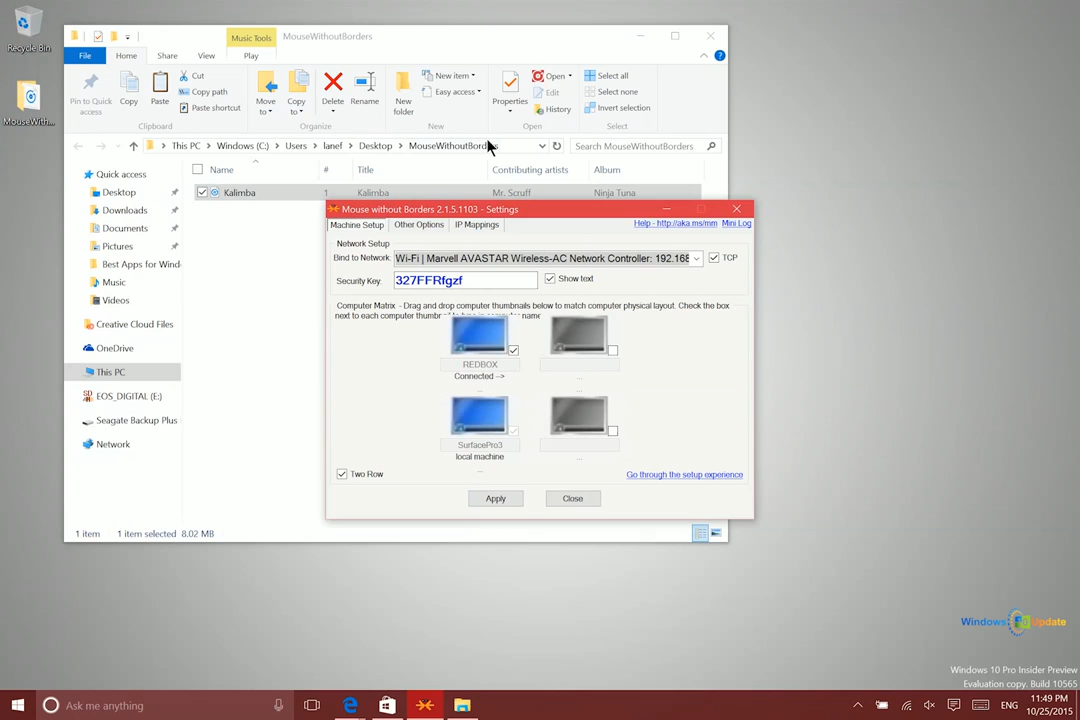 Recycle Bin
MouseWith...
Music Tools
MouseWithoutBorders
File
Home
Share
View
Play
Pin to Quick access
Copy
Paste
Cut
Copy path
Paste shortcut
Clipboard
Move to
Copy to
Delete
Rename
Organize
New folder
New item
Easy access
New
Properties
Open
Edit
History
Open
Select all
Select none
Invert selection
Select
This PC
Windows (C:)
Users
lanef
Desktop
MouseWithoutBorders
Search MouseWithoutBorders
Quick access
Desktop
Downloads
Documents
Pictures
Best Apps for Wind
Music
Videos
Creative Cloud Files
OneDrive
This PC
EOS_DIGITAL (E:)
Seagate Backup Plus
Network
Name
#
Title
Contributing artists
Album
Kalimba
1
Kalimba
Mr. Scruff
Ninja Tuna
1 item
1 item selected 8.02 MB
Mouse without Borders 2.1.5.1103 - Settings
Machine Setup
Other Options
IP Mappings
Help - http://aka.ms/mm
Mini Log
Network Setup
Bind to Network:
Wi-Fi | Marvell AVASTAR Wireless-AC Network Controller: 192.168
TCP
Security Key:
327FFRfgzf
Show text
Computer Matrix - Drag and drop computer thumbnails below to match computer physical layout. Check the box
next to each computer thumbnail to type in computer name
REDBOX
Connected -->
...
...
...
SurfacePro3
local machine
...
...
Two Row
Go through the setup experience
Apply
Close
Windows 10 Update
Windows 10 Pro Insider Preview
Evaluation copy. Build 10565
Ask me anything
ENG
11:49 PM
10/25/2015